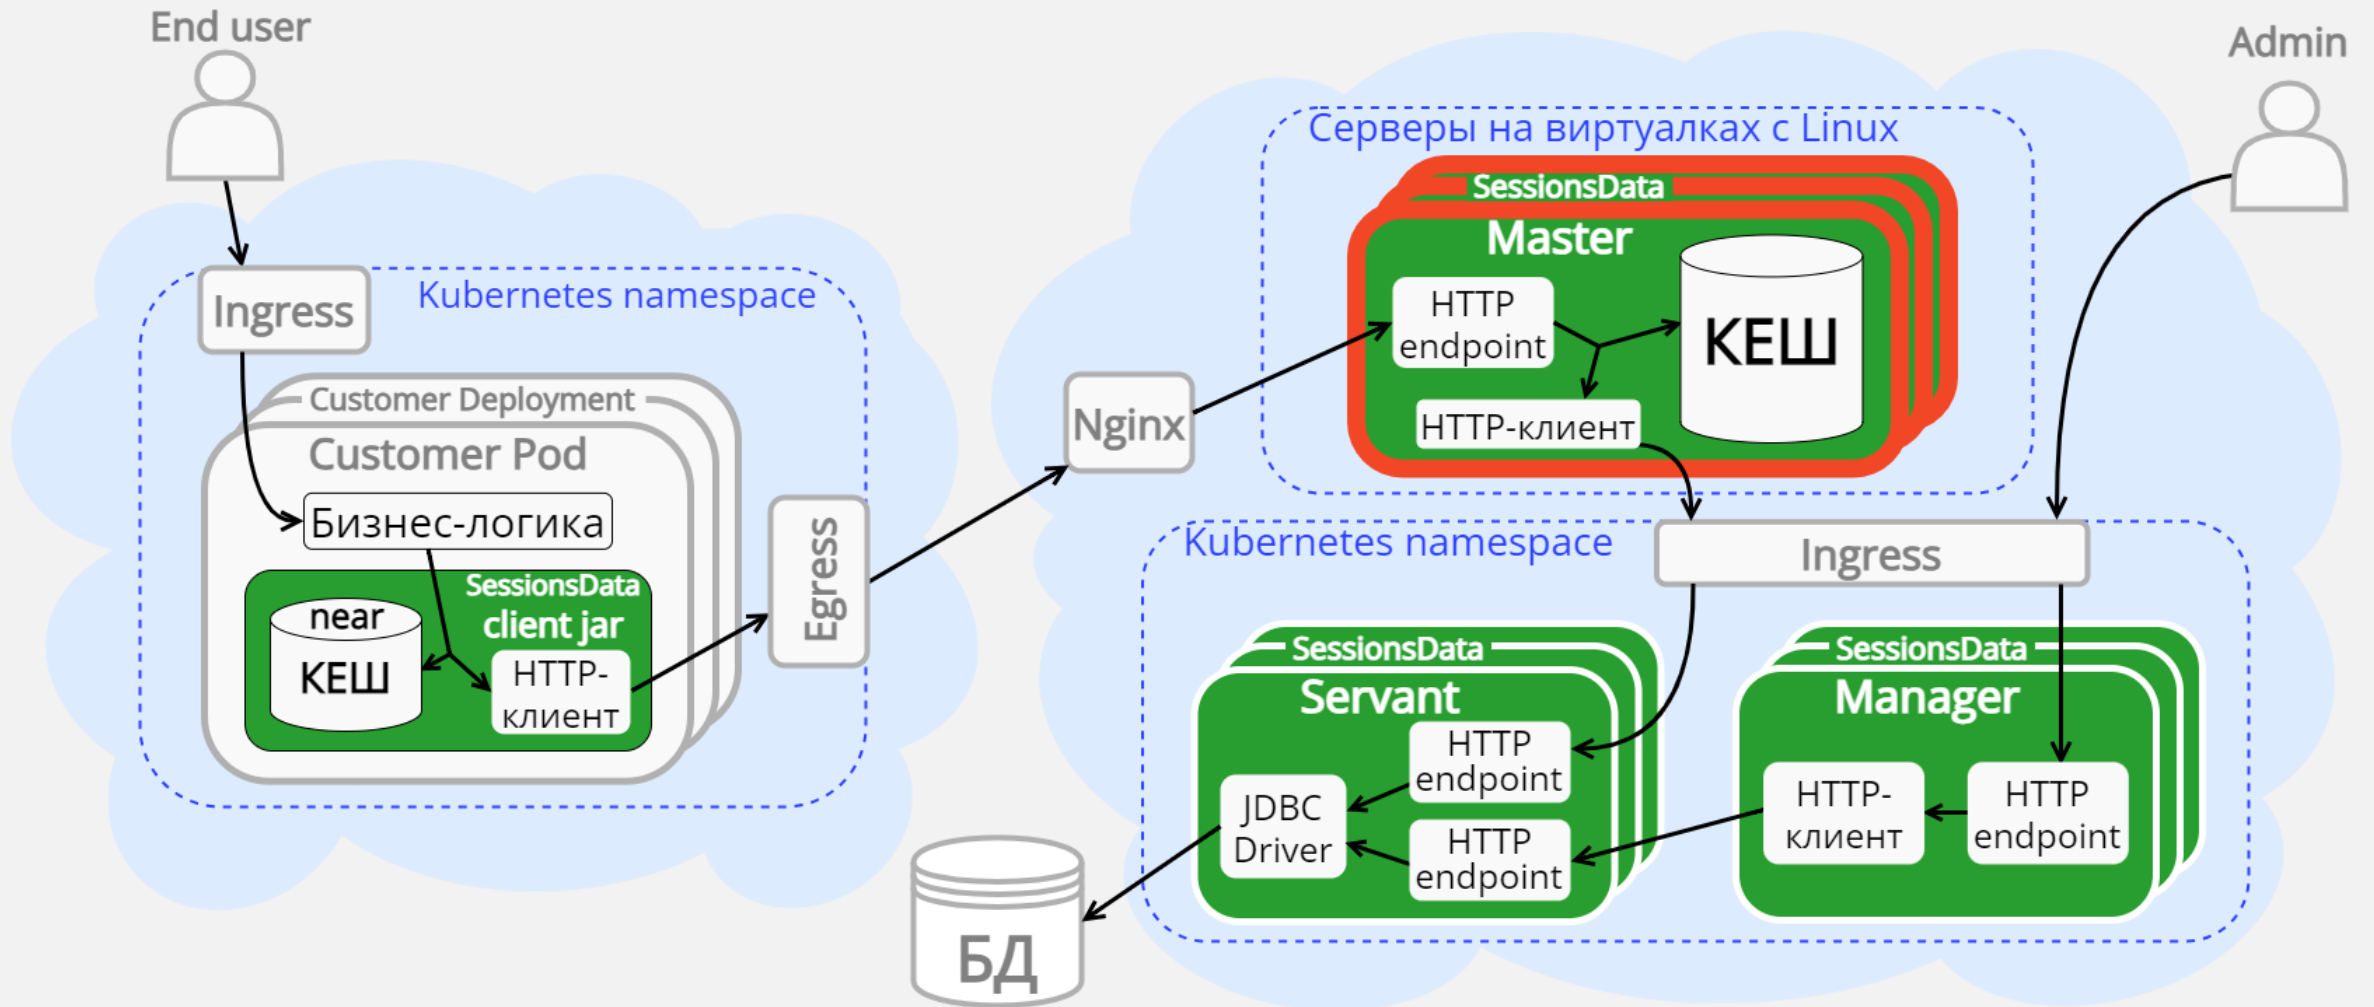 End user
Ingress
Kubernetes namespace
Customer Deployment
Customer Pod
Бизнес-логика
SessionsData
client jar
near
КЕШ
HTTP-
клиент
Egress
Nginx
Серверы на виртуалках с Linux
SessionsData
Master
HTTP
endpoint
КЕШ
HTTP-клиент
Admin
Kubernetes namespace
Ingress
SessionsData
Servant
HTTP
endpoint
JDBC
Driver
HTTP
endpoint
SessionsData
Manager
HTTP-
клиент
HTTP
endpoint
БД